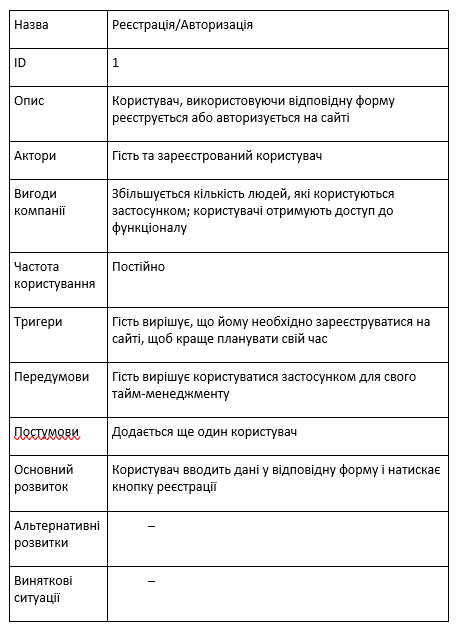 Назва Реєстрація/Авторизація
ID 1
Опис Користувач, використовуючи відповідну форму
реєструється або авторизується на сайті
Актори Гість та зареєстрований користувач
Вигоди Збільшується кількість людей, які користуються
компанії застосунком; користувачі отримують доступ до
функціоналу
Частота Постійно
користування
Тригери Гість вирішує, що йому необхідно зареєструватися на
сайті, щоб краще планувати свій час
Передумови Гість вирішує користуватися застосунком для свого
тайм-менеджменту
Постумови Додається ще один користувач
Основний Користувач вводить дані у відповідну форму і натискає
розвиток кнопку реєстрації
Альтернативні –
розвитки
Виняткові –
ситуації